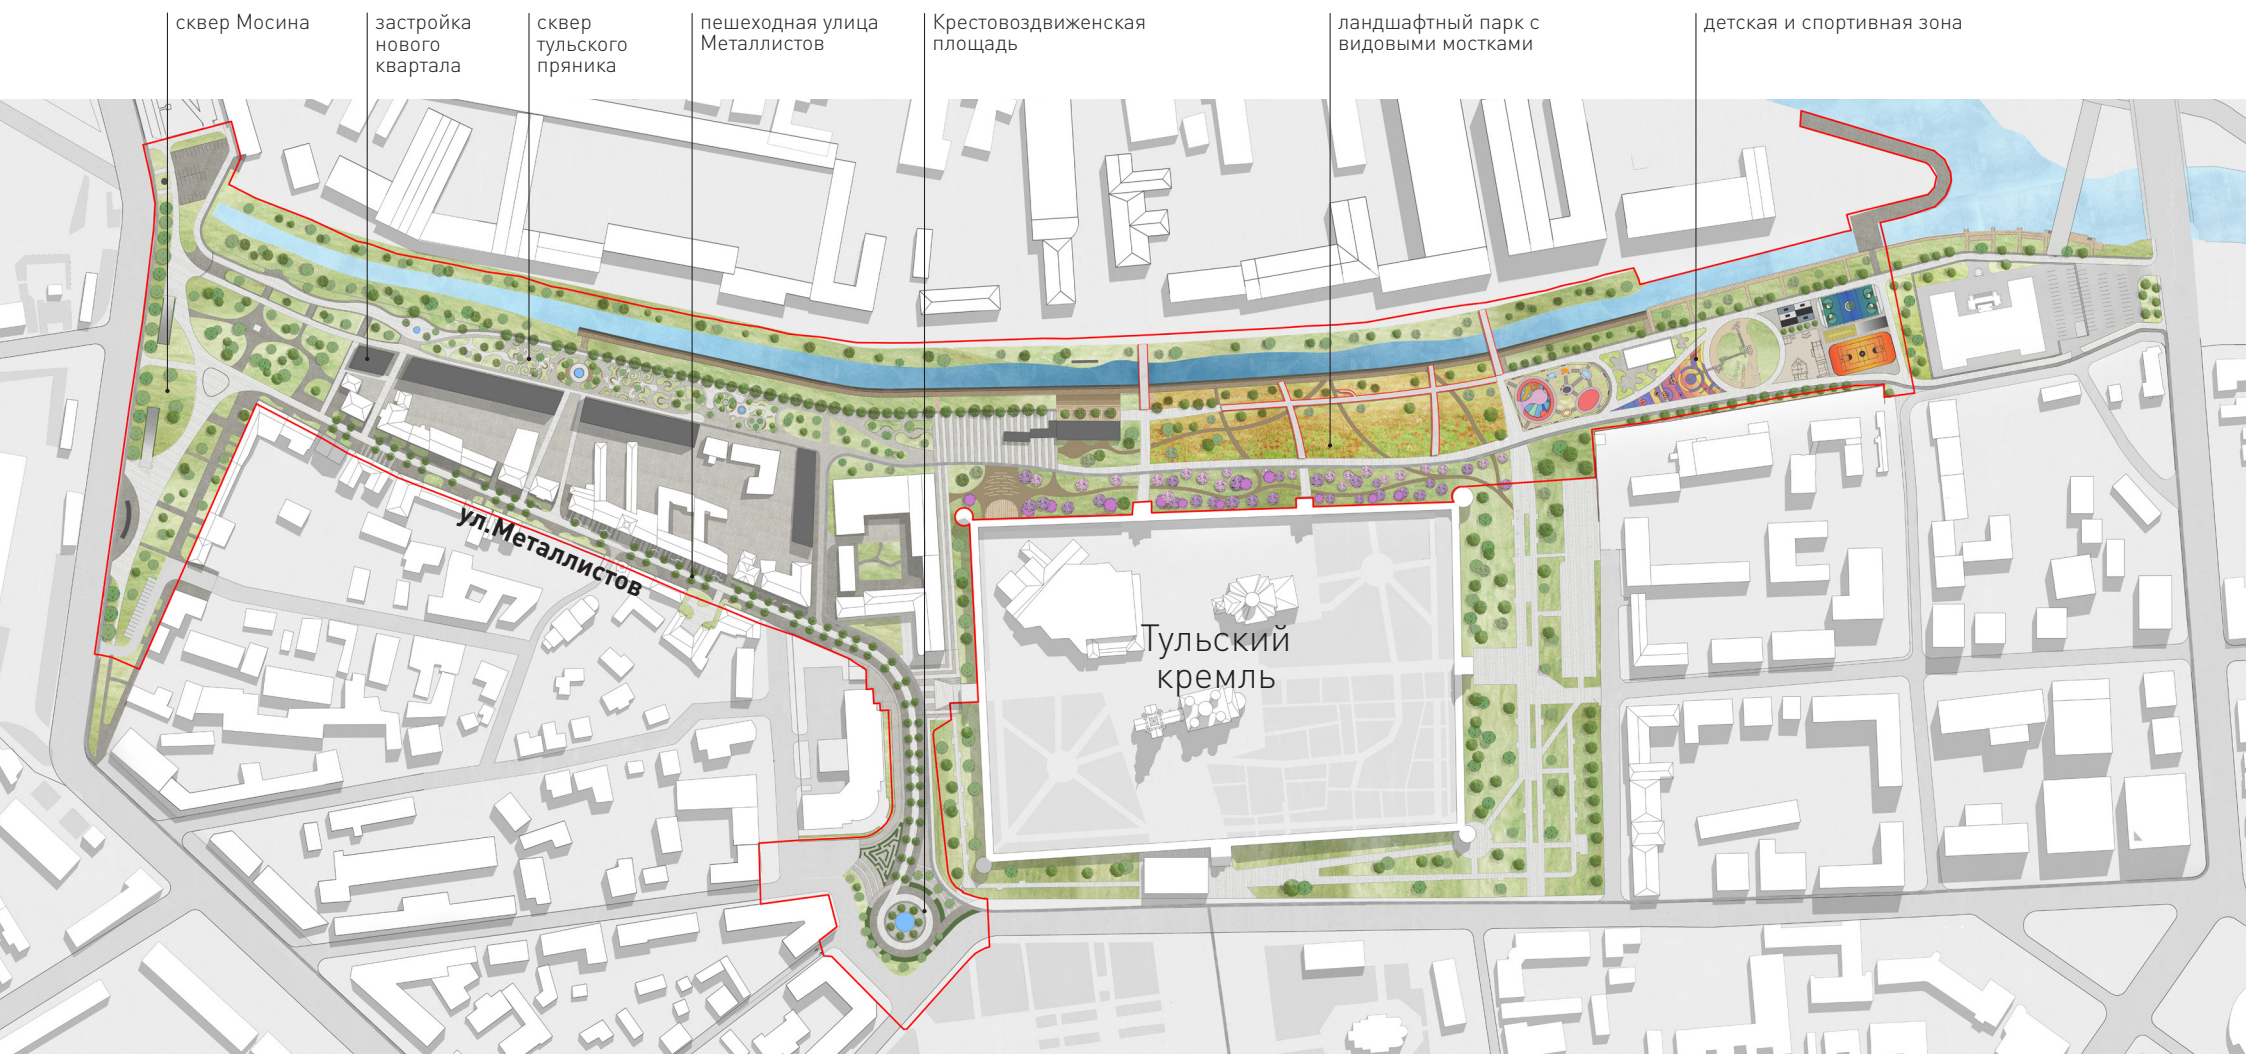 сквер Мосина
застройка
нового
квартала
сквер
тульского
пряника
пешеходная улица
Металлистов
Крестовоздвиженская
площадь
ландшафтный парк с
видовыми мостками
детская и спортивная зона
ул.Металлистов
Тульский
кремль